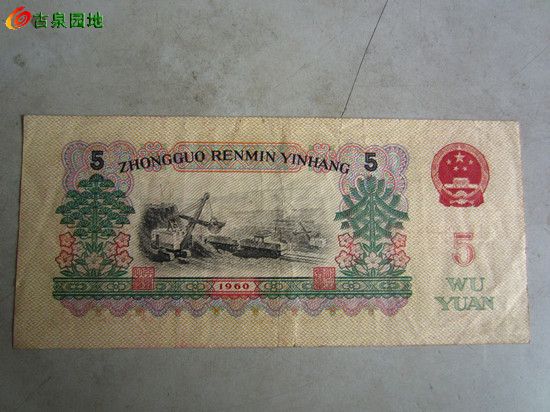 古泉园地
5 ZHONGGUO RENMIN YINHANG 5
1960
5
WU
YUAN